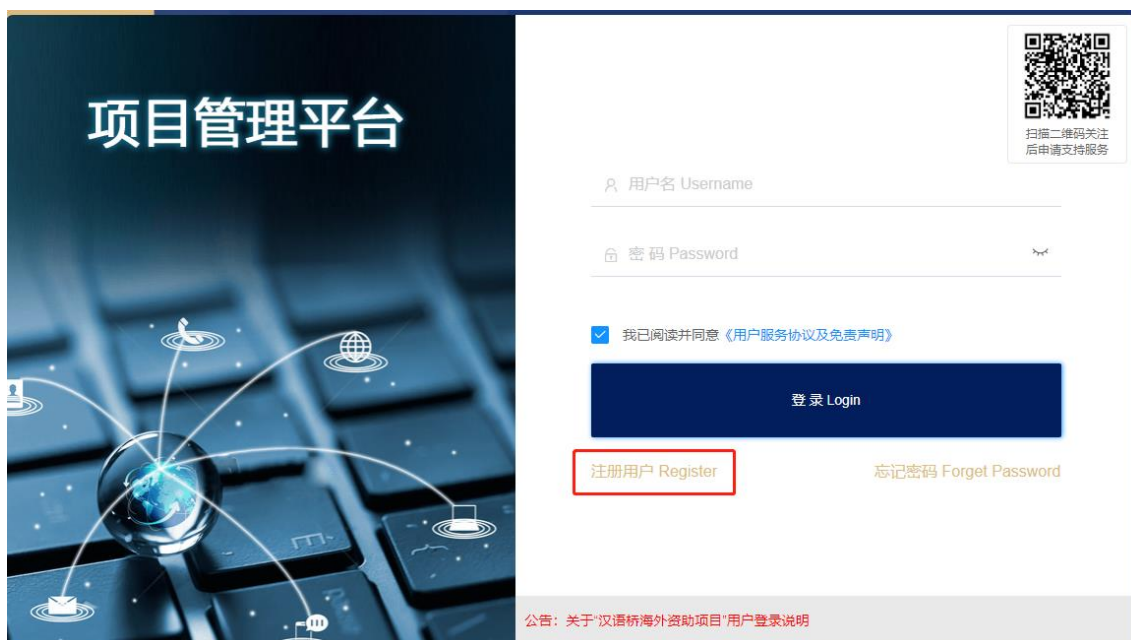 项目管理平台
扫描二维码关注
后申请支持服务
用户名 Username
密 码 Password
我已阅读并同意《用户服务协议及免责声明》
登 录 Login
注册用户 Register
忘记密码 Forget Password
公告：关于“汉语桥海外资助项目”用户登录说明